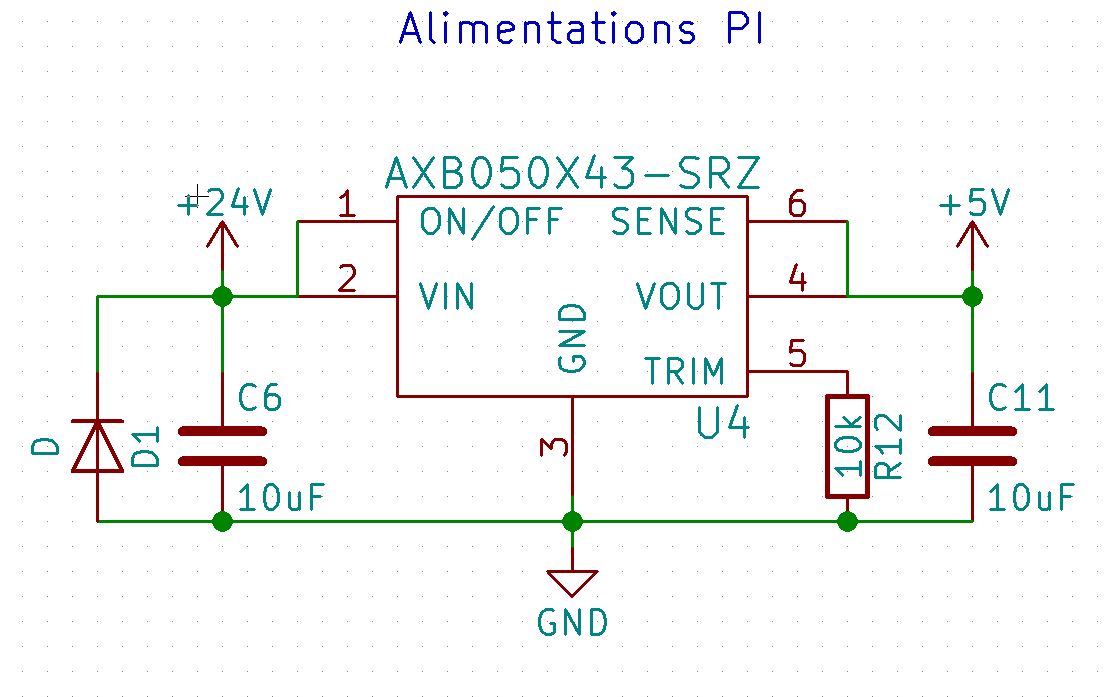 Alimentations PI
AXB050X43-SRZ
+24V
1
ON/OFF
SENSE
6
+5V
2
VIN
GND
VOUT
4
TRIM
5
U4
3
D
D1
C6
10uF
10k
R12
C11
10uF
GND